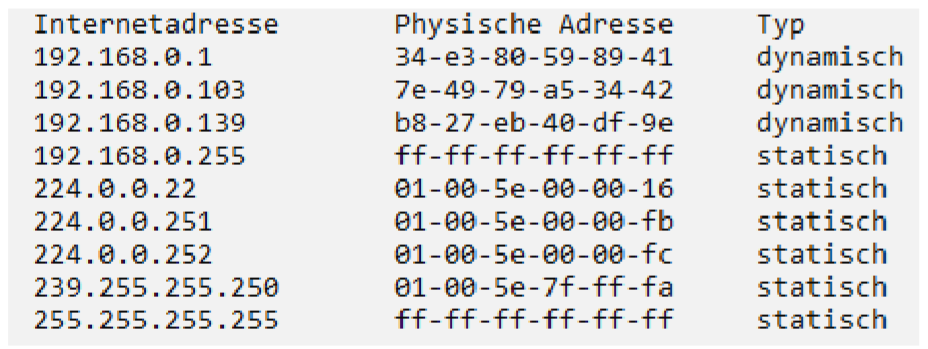 Internetadresse Physische Adresse Typ
192.168.0.1 34-e3-80-59-89-41 dynamisch
192.168.0.103 7e-49-79-a5-34-42 dynamisch
192.168.0.139 b8-27-eb-40-df-9e dynamisch
192.168.0.255 ff-ff-ff-ff-ff-ff statisch
224.0.0.22 01-00-5e-00-00-16 statisch
224.0.0.251 01-00-5e-00-00-fb statisch
224.0.0.252 01-00-5e-00-00-fc statisch
239.255.255.250 01-00-5e-7f-ff-fa statisch
255.255.255.255 ff-ff-ff-ff-ff-ff statisch